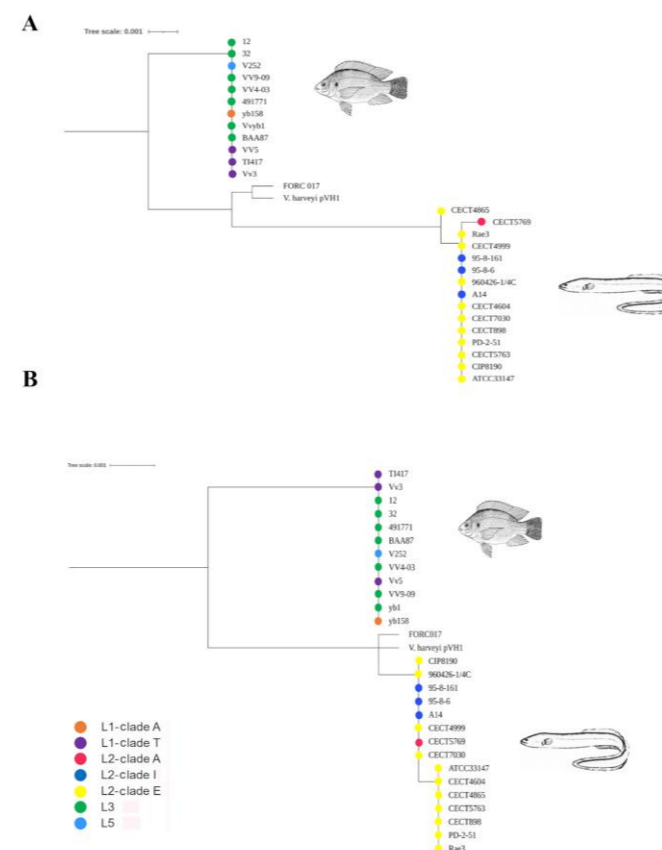 A
Tree scale: 0.001
12
32
V252
VV9-09
VV4-03
491771
yb158
Vvyb1
BAA87
VV5
TI417
Vv3
FORC 017
V. harveyi pVH1
CECT4865
CECT5769
Rae3
CECT4999
95-8-161
95-8-6
960426-1/4C
A14
CECT4604
CECT7030
CECT898
PD-2-51
CECT5763
CIP8190
ATCC33147
B
Tree scale: 0.001
TI417
Vv3
12
32
491771
BAA87
V252
VV4-03
Vv5
VV9-09
yb1
yb158
FORC017
V. harveyi pVH1
CIP8190
960426-1/4C
95-8-161
95-8-6
A14
CECT4999
CECT5769
CECT7030
ATCC33147
CECT4604
CECT4865
CECT5763
CECT898
PD-2-51
Rae3
L1-clade A
L1-clade T
L2-clade A
L2-clade I
L2-clade E
L3
L5